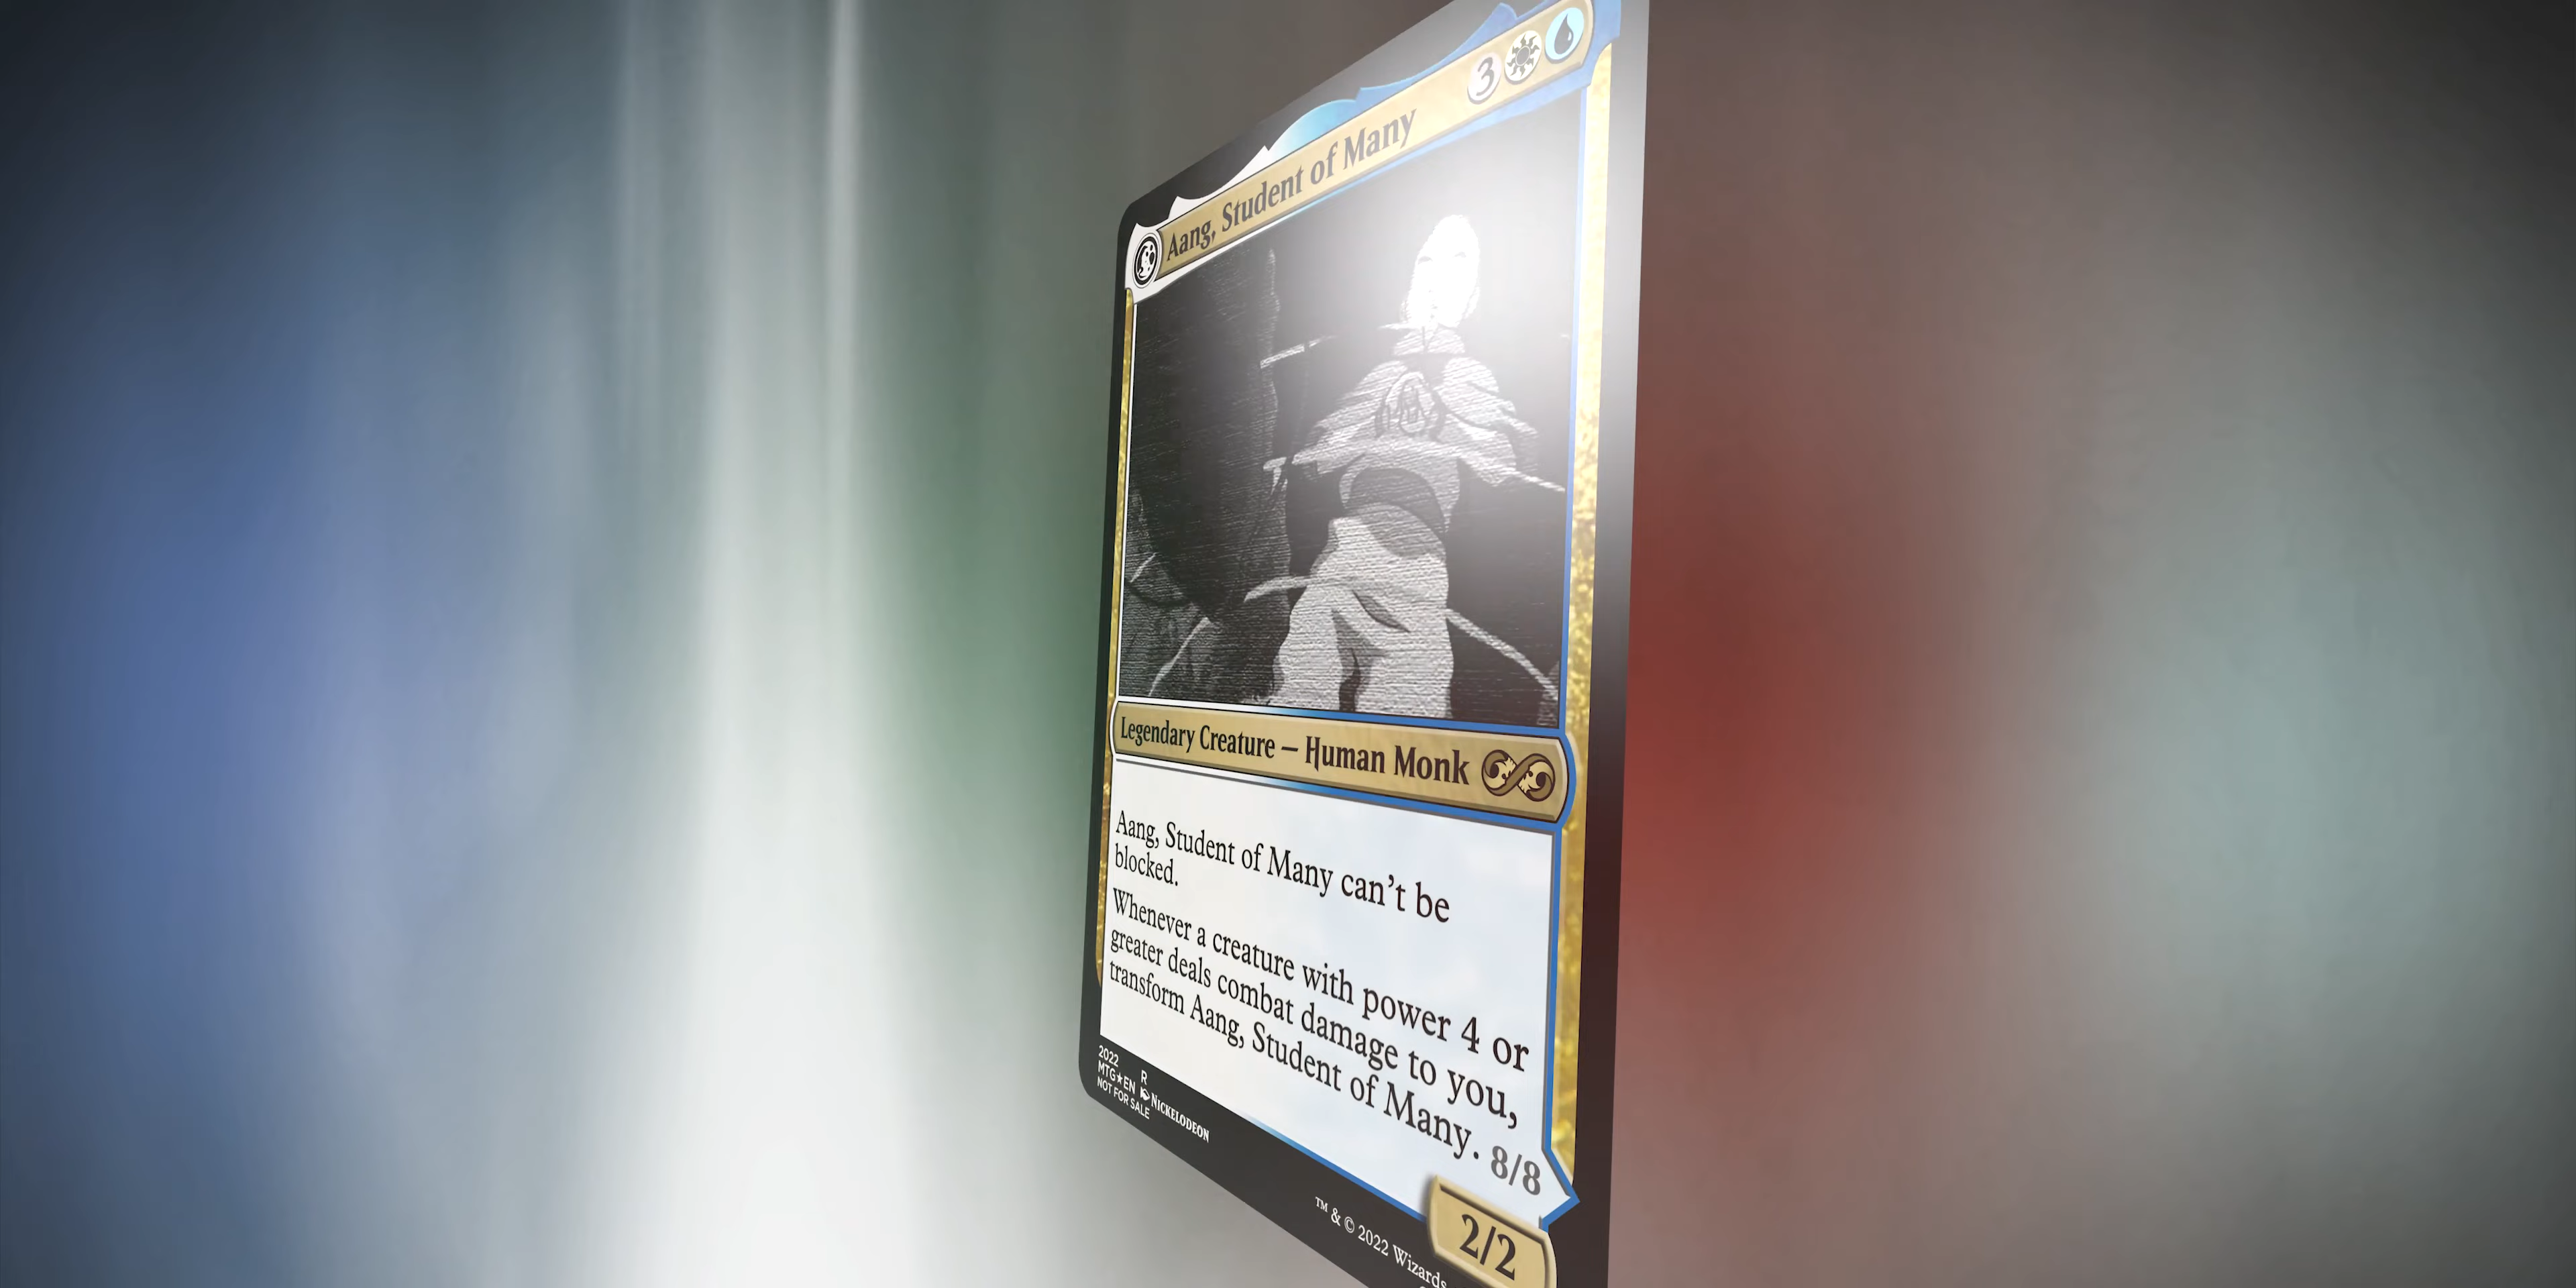 Aang, Student of Many 3
Legendary Creature – Human Monk
Aang, Student of Many can't be
blocked.
Whenever a creature with power 4 or
greater deals combat damage to you,
transform Aang, Student of Many.
8/8
2/2
2022
R
MTG★EN
NICKELODEON
NOT FOR SALE
™ & © 2022 Wizards